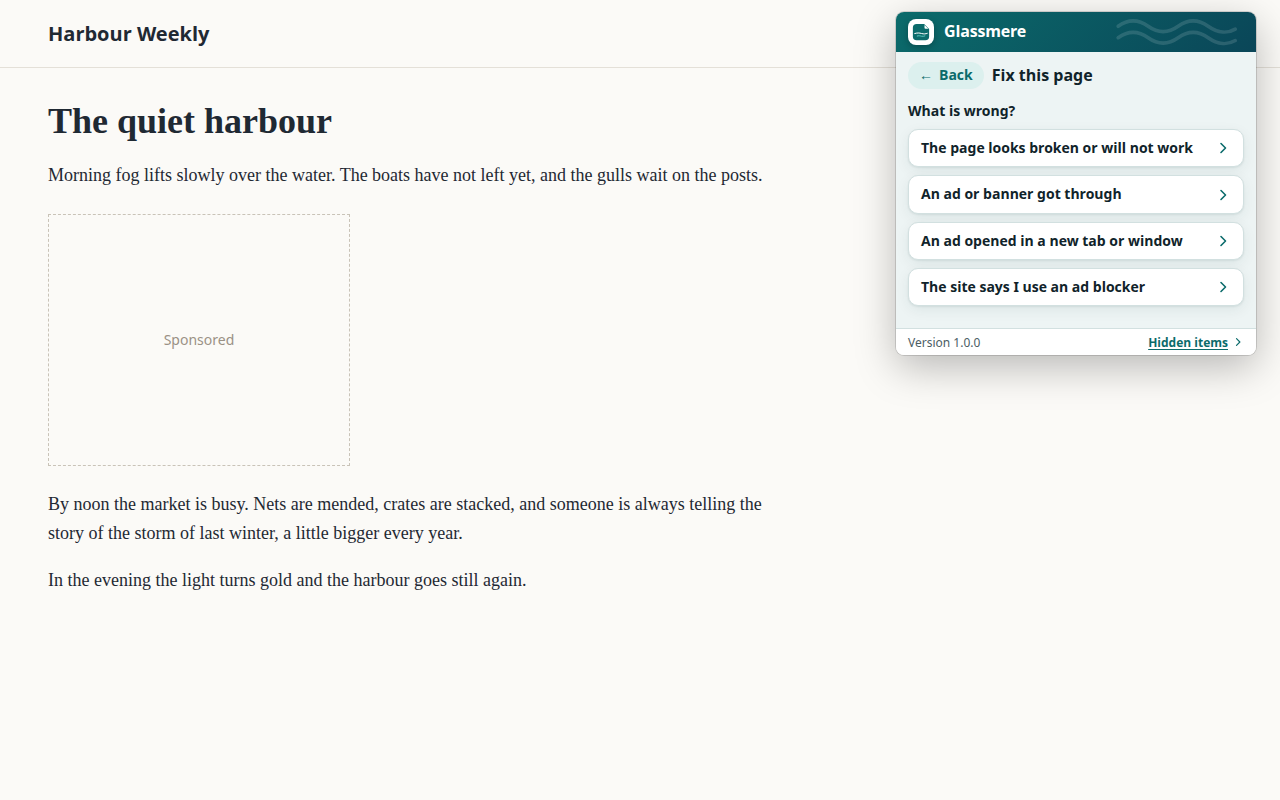 Harbour Weekly
The quiet harbour
Morning fog lifts slowly over the water. The boats have not left yet, and the gulls wait on the posts.
Sponsored
By noon the market is busy. Nets are mended, crates are stacked, and someone is always telling the
story of the storm of last winter, a little bigger every year.
In the evening the light turns gold and the harbour goes still again.
Glassmere
← Back Fix this page
What is wrong?
The page looks broken or will not work
An ad or banner got through
An ad opened in a new tab or window
The site says I use an ad blocker
Version 1.0.0 Hidden items